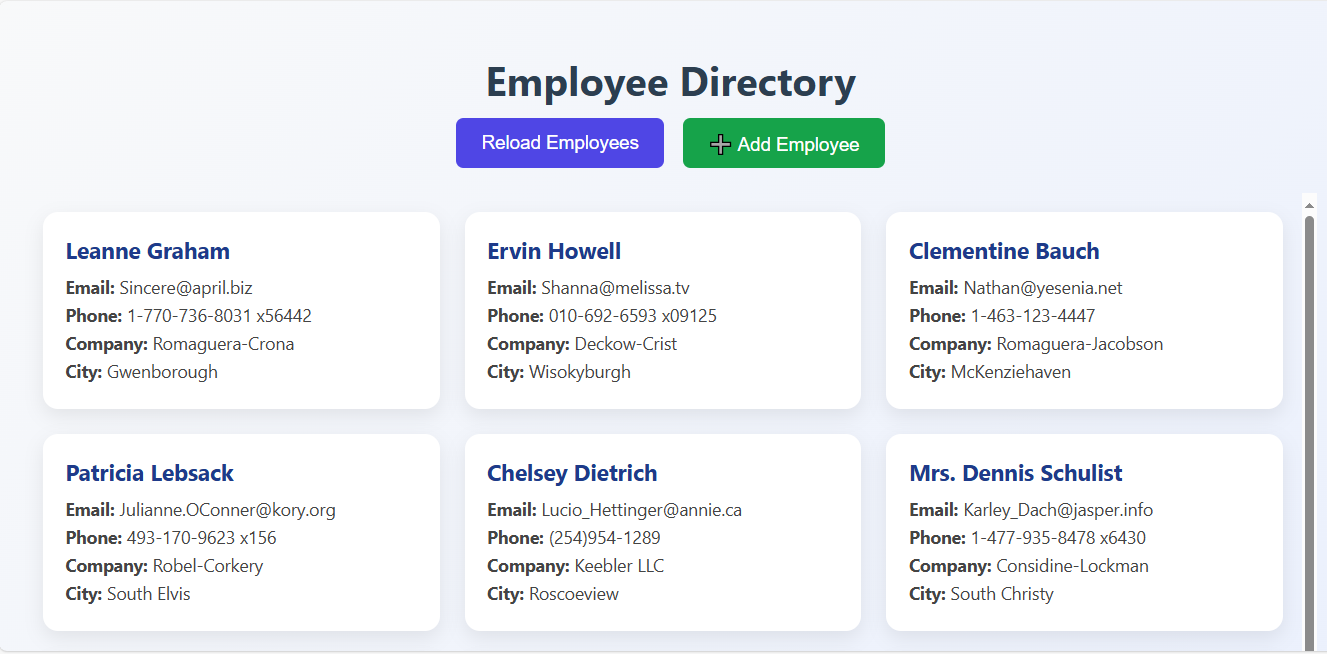 Employee Directory
Reload Employees
➕ Add Employee
Leanne Graham
Email: Sincere@april.biz
Phone: 1-770-736-8031 x56442
Company: Romaguera-Crona
City: Gwenborough
Ervin Howell
Email: Shanna@melissa.tv
Phone: 010-692-6593 x09125
Company: Deckow-Crist
City: Wisokyburgh
Clementine Bauch
Email: Nathan@yesenia.net
Phone: 1-463-123-4447
Company: Romaguera-Jacobson
City: McKenziehaven
Patricia Lebsack
Email: Julianne.OConner@kory.org
Phone: 493-170-9623 x156
Company: Robel-Corkery
City: South Elvis
Chelsey Dietrich
Email: Lucio_Hettinger@annie.ca
Phone: (254)954-1289
Company: Keebler LLC
City: Roscoeview
Mrs. Dennis Schulist
Email: Karley_Dach@jasper.info
Phone: 1-477-935-8478 x6430
Company: Considine-Lockman
City: South Christy